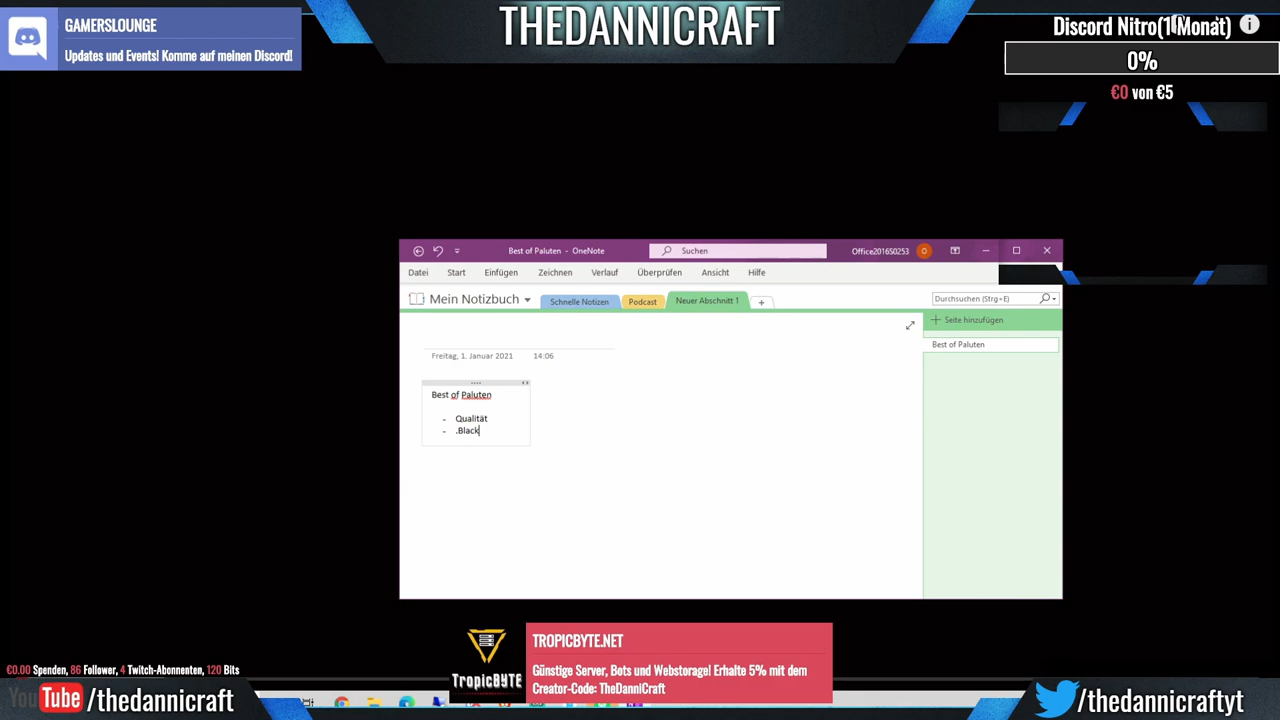 GAMERSLOUNGE
Updates und Events! Komme auf meinen Discord!
THEDANNICRAFT
Discord Nitro(1 Monat)
0%
€0 von €5
Best of Paluten - OneNote
Suchen
Office2016S0253
O
Datei Start Einfügen Zeichnen Verlauf Überprüfen Ansicht Hilfe
Mein Notizbuch
Schnelle Notizen
Podcast
Neuer Abschnitt 1
Durchsuchen (Strg+E)
Seite hinzufügen
Best of Paluten
Freitag, 1. Januar 2021 14:06
Best of Paluten
- Qualität
- .Black
TROPICBYTE.NET
Günstige Server, Bots und Webstorage! Erhalte 5% mit dem
Creator-Code: TheDanniCraft
TropicBYTE
€0.00 Spenden, 86 Follower, 4 Twitch-Abonnenten, 120 Bits
YouTube /thedannicraft
/thedannicraftyt